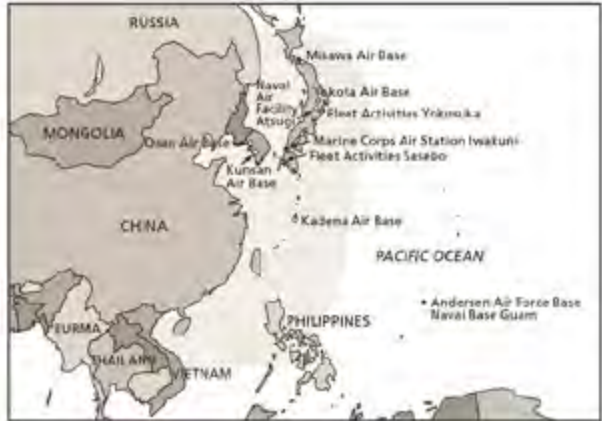 RUSSIA
Misawa Air Base
MONGOLIA
Naval
Air
Facility
Atsugi
Yokota Air Base
Fleet Activities Yokosuka
Osan Air Base
Marine Corps Air Station Iwakuni
Fleet Activities Sasebo
Kunsan
Air Base
CHINA
Kadena Air Base
PACIFIC OCEAN
Andersen Air Force Base
Naval Base Guam
PHILIPPINES
BURMA
THAILAND
VIETNAM